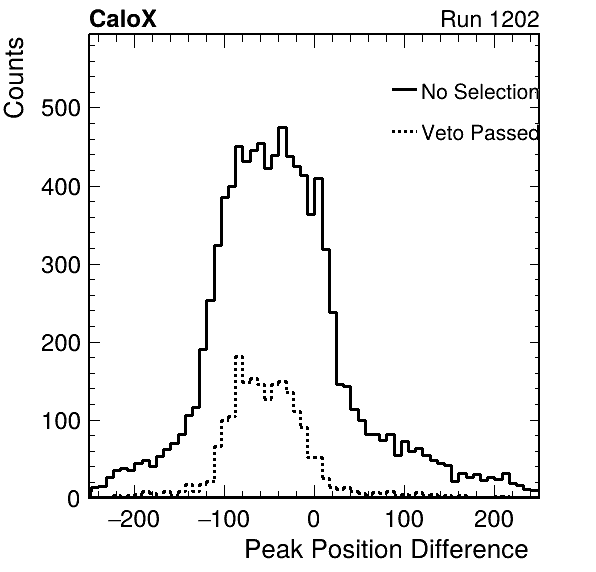 CaloX Run 1202
Counts
No Selection
Veto Passed
500
400
300
200
100
0
−200 −100 0 100 200
Peak Position Difference